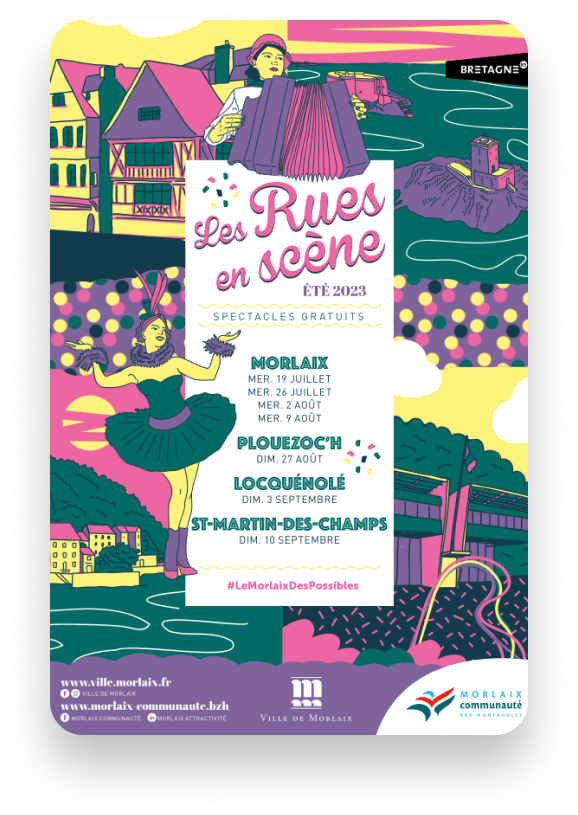 BRETAGNE
Les Rues
en scène
ÉTÉ 2023
SPECTACLES GRATUITS
MORLAIX
MER. 19 JUILLET
MER. 26 JUILLET
MER. 2 AOÛT
MER. 9 AOÛT
PLOUEZOC'H
DIM. 27 AOÛT
LOCQUÉNOLÉ
DIM. 3 SEPTEMBRE
ST-MARTIN-DES-CHAMPS
DIM. 10 SEPTEMBRE
#LeMorlaixDesPossibles
www.ville.morlaix.fr
VILLE DE MORLAIX
www.morlaix-communaute.bzh
MORLAIX COMMUNAUTÉ in MORLAIX ATTRACTIVITÉ
VILLE DE MORLAIX
MORLAIX
communauté
BRO MONTROULEZ